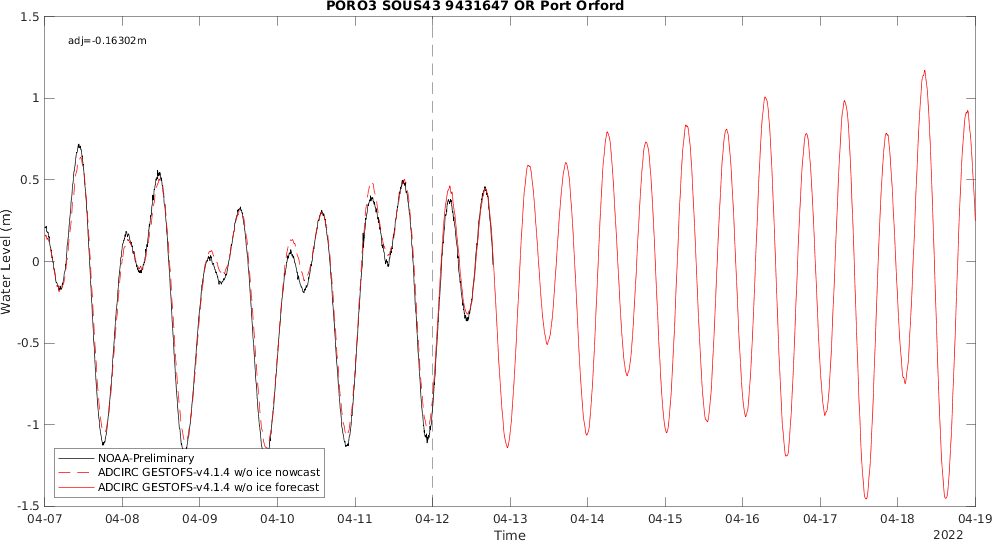 PORO3 SOUS43 9431647 OR Port Orford
adj=-0.16302m
Water Level (m)
1.5
1
0.5
0
-0.5
-1
-1.5
NOAA-Preliminary
ADCIRC GESTOFS-v4.1.4 w/o ice nowcast
ADCIRC GESTOFS-v4.1.4 w/o ice forecast
04-07 04-08 04-09 04-10 04-11 04-12 04-13 04-14 04-15 04-16 04-17 04-18 04-19
Time
2022